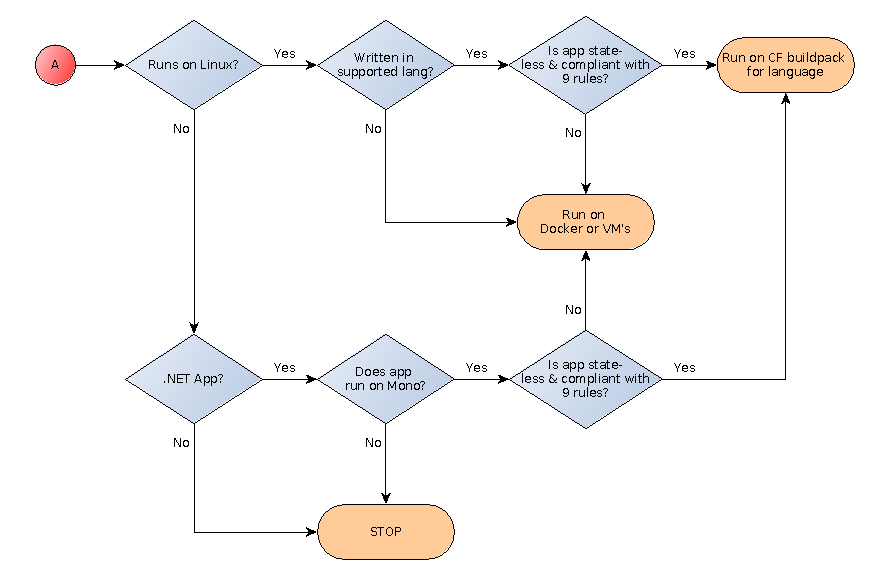 A
Runs on Linux?
Yes
Written in
supported lang?
Yes
Is app state-
less & compliant with
9 rules?
Yes
Run on CF buildpack
for language
No
No
No
Run on
Docker or VM's
No
.NET App?
Yes
Does app
run on Mono?
Yes
Is app state-
less & compliant with
9 rules?
Yes
No
No
STOP